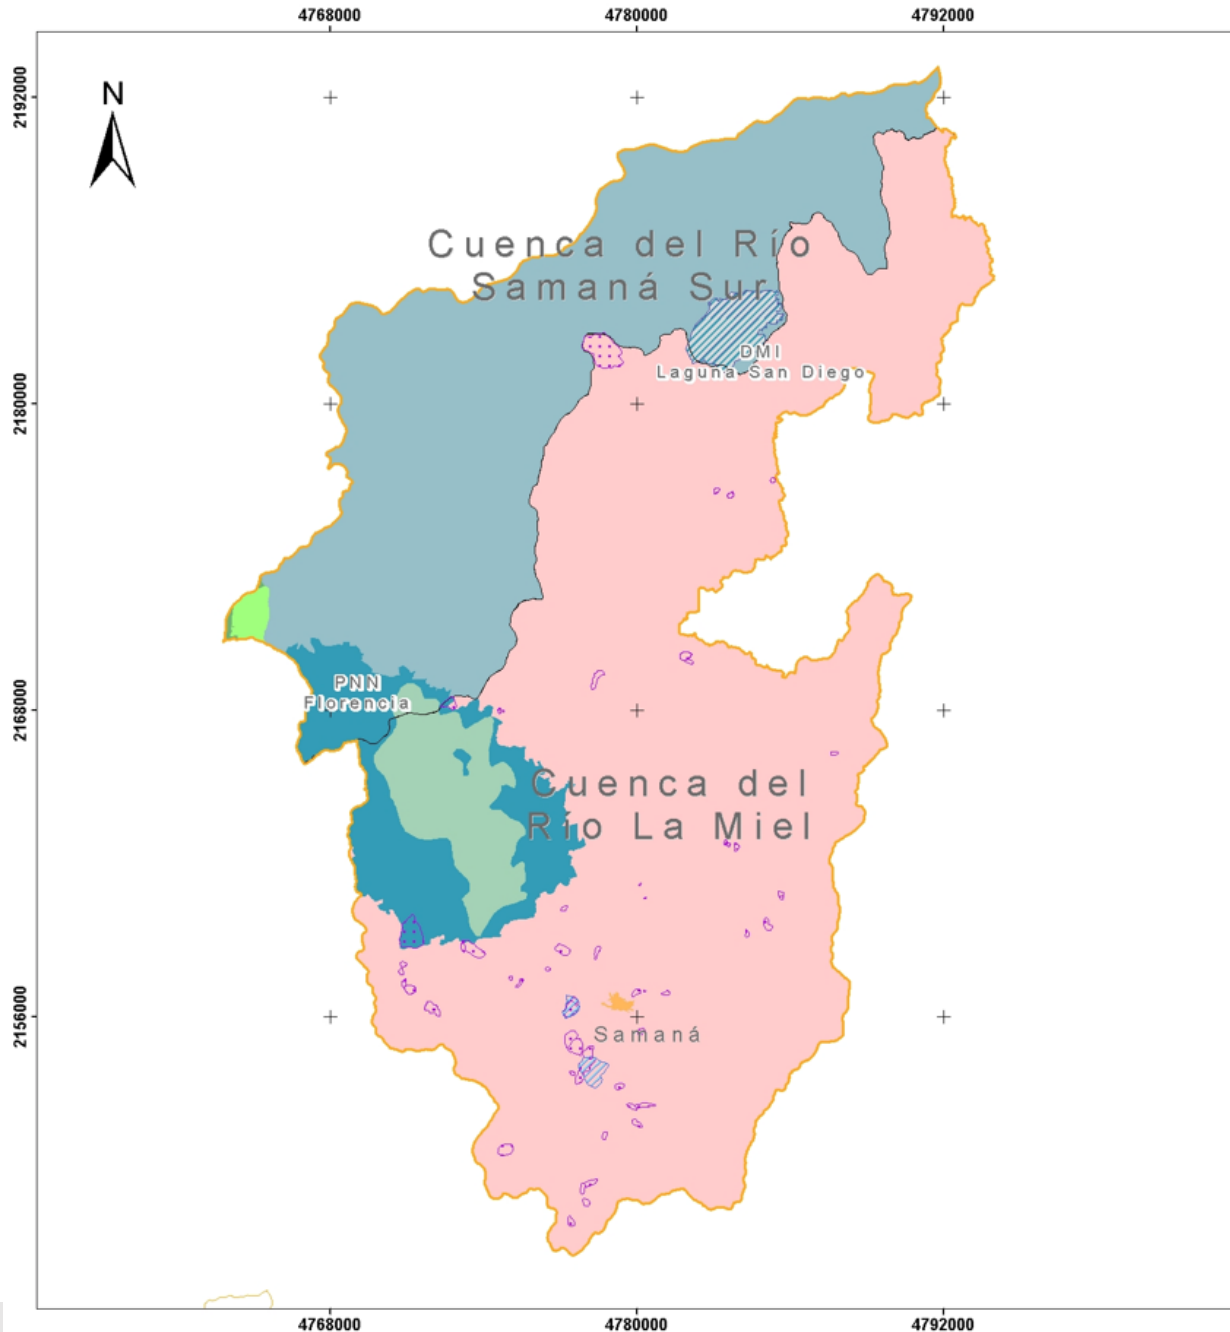 4768000 4780000 4792000
N
2192000
Cuenca del Río
Samaná Sur
DMI
Laguna San Diego
2180000
PNN
Florencia
2168000
Cuenca del
Río La Miel
2156000
Samaná
4768000 4780000 4792000